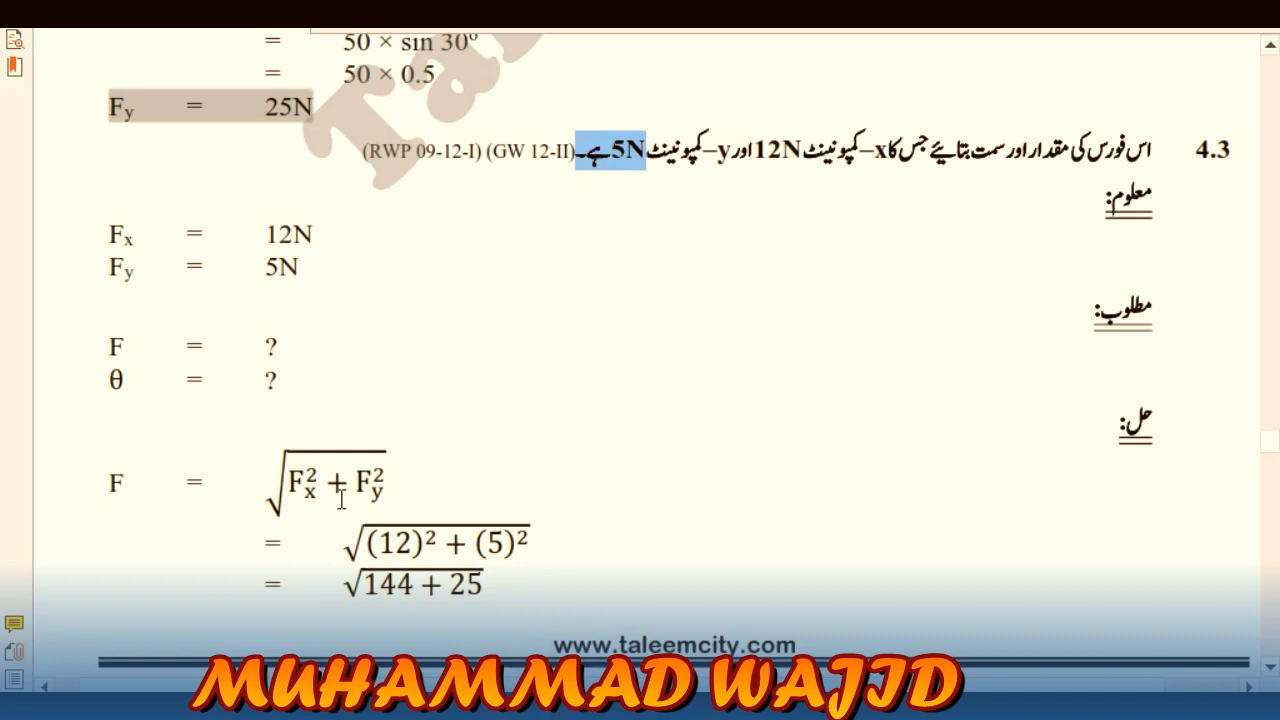 = 50 × sin 30⁰
= 50 × 0.5
Fy = 25N
4.3 اس فورس کی مقدار اور سمت بتائیے جس کا x–کمپونینٹ 12N اور y–کمپونینٹ 5N ہے۔ (RWP 09-12-I) (GW 12-II)
معلوم:
Fx = 12N
Fy = 5N
مطلوب:
F = ?
θ = ?
حل:
F = √(Fx² + Fy²)
= √(12)² + (5)²
= √144 + 25
www.taleemcity.com
MUHAMMAD WAJID